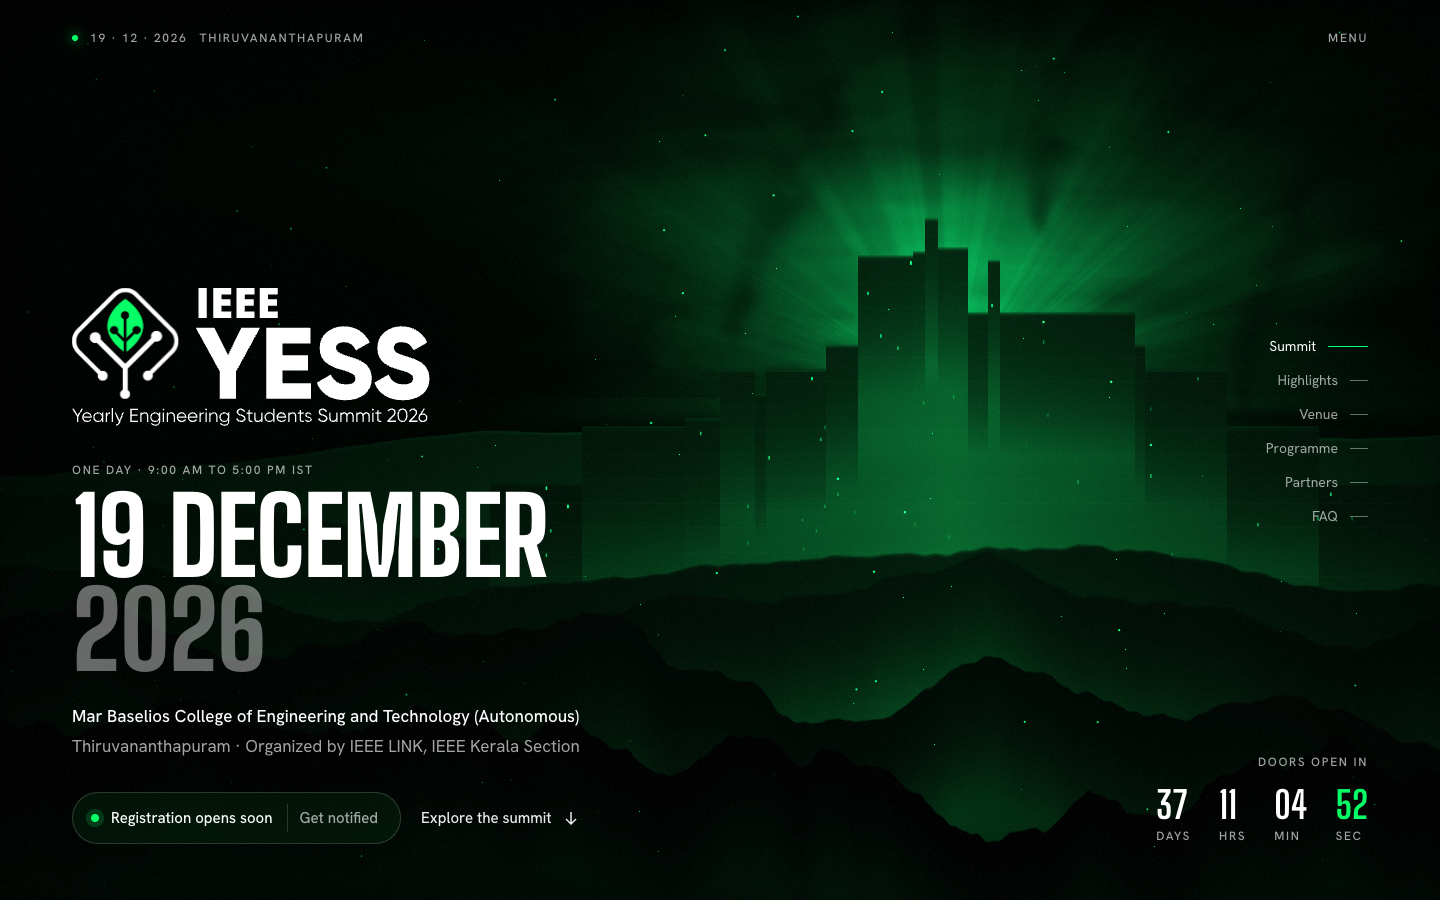 19 · 12 · 2026 THIRUVANANTHAPURAM
MENU
IEEE
YESS
Yearly Engineering Students Summit 2026
ONE DAY · 9:00 AM TO 5:00 PM IST
19 DECEMBER
2026
Mar Baselios College of Engineering and Technology (Autonomous)
Thiruvananthapuram · Organized by IEEE LINK, IEEE Kerala Section
Registration opens soon
Get notified
Explore the summit ↓
Summit
Highlights
Venue
Programme
Partners
FAQ
DOORS OPEN IN
37 11 04 52
DAYS HRS MIN SEC